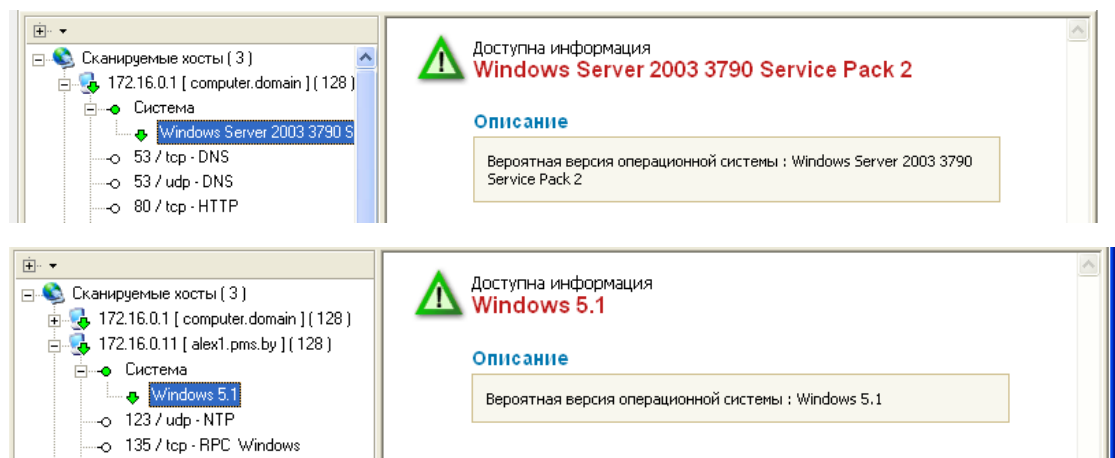 Сканируемые хосты ( 3 )
172.16.0.1 [ computer.domain ] ( 128 )
Система
Windows Server 2003 3790 S
53 / tcp - DNS
53 / udp - DNS
80 / tcp - HTTP
Доступна информация
Windows Server 2003 3790 Service Pack 2
Описание
Вероятная версия операционной системы : Windows Server 2003 3790
Service Pack 2
Сканируемые хосты ( 3 )
172.16.0.1 [ computer.domain ] ( 128 )
172.16.0.11 [ alex1.pms.by ] ( 128 )
Система
Windows 5.1
123 / udp - NTP
135 / tcp - RPC Windows
Доступна информация
Windows 5.1
Описание
Вероятная версия операционной системы : Windows 5.1